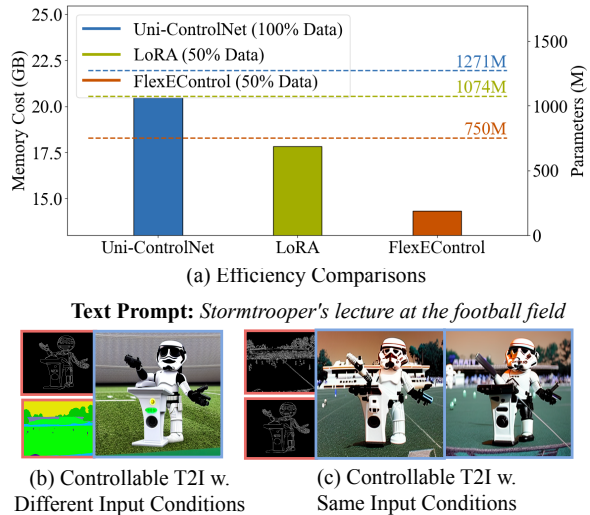 25.0
22.5
20.0
17.5
15.0
Memory Cost (GB)
Uni-ControlNet (100% Data)
LoRA (50% Data)
FlexEControl (50% Data)
1271M
1074M
750M
1500
1000
500
0
Parameters (M)
Uni-ControlNet LoRA FlexEControl
(a) Efficiency Comparisons
Text Prompt: Stormtrooper's lecture at the football field
(b) Controllable T2I w.
Different Input Conditions
(c) Controllable T2I w.
Same Input Conditions